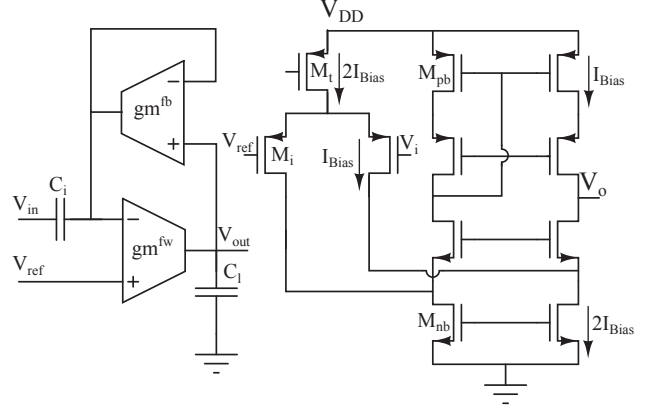 V_DD
M_t
2I_Bias
M_pb
I_Bias
−
gm^fb
+
V_ref
M_i
I_Bias
V_i
C_i
V_in
−
gm^fw
V_out
V_o
V_ref
+
C_l
M_nb
2I_Bias